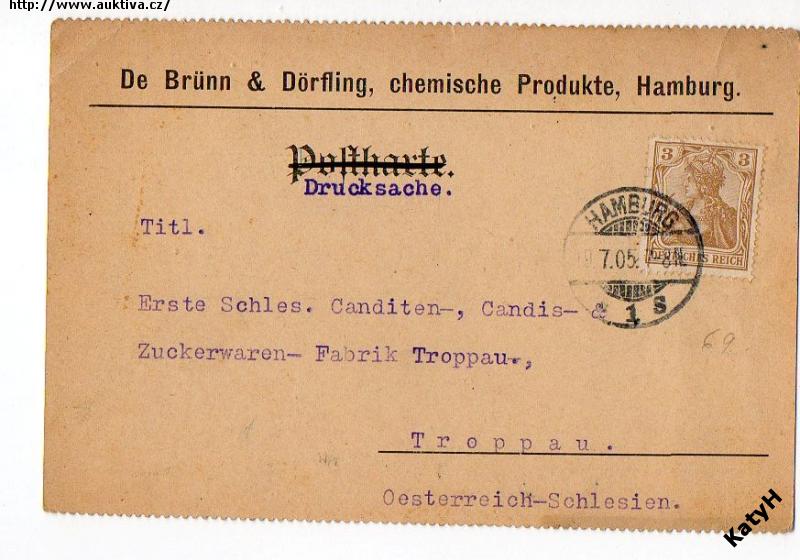 http://www.auktiva.cz/
De Brünn & Dörfling, chemische Produkte, Hamburg.
Postkarte.
Drucksache.
3 3
DEUTSCHES REICH
HAMBURG
7.05.
1 S
Titl.
Erste Schles. Canditen-, Candis- &
Zuckerwaren- Fabrik Troppau.,
69
Troppau.
Oesterreich-Schlesien.
KatyH